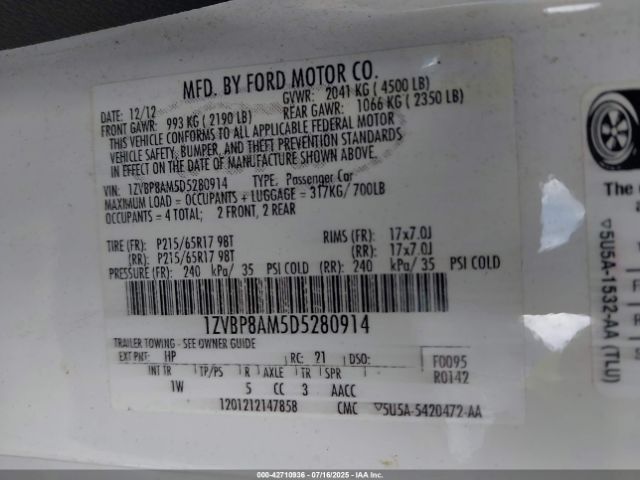 MFD. BY FORD MOTOR CO.
DATE: 12/12 GVWR: 2041 KG ( 4500 LB)
FRONT GAWR: 993 KG ( 2190 LB) REAR GAWR: 1066 KG ( 2350 LB)
THIS VEHICLE CONFORMS TO ALL APPLICABLE FEDERAL MOTOR
VEHICLE SAFETY, BUMPER, AND THEFT PREVENTION STANDARDS
IN EFFECT ON THE DATE OF MANUFACTURE SHOWN ABOVE.
VIN: 1ZVBP8AM5D5280914 TYPE: Passenger Car
MAXIMUM LOAD = OCCUPANTS + LUGGAGE = 317KG/700LB
OCCUPANTS = 4 TOTAL; 2 FRONT, 2 REAR
TIRE (FR): P215/65R17 98T RIMS (FR): 17x7.0J
(RR): P215/65R17 98T (RR): 17x7.0J
PRESSURE (FR): 240 kPa/ 35 PSI COLD (RR): 240 kPa/ 35 PSI COLD
1ZVBP8AM5D5280914
TRAILER TOWING - SEE OWNER GUIDE
EXT PNT: HP RC: 21 DSO: F0095
INT TR TP/PS R AXLE TR SPR R0142
1W 5 CC 3 AACC
1201212147858 CMC ▽5U5A-5420472-AA
The
▽5U5A-1532-AA (TLU)
000-42710936 - 07/16/2025 - IAA Inc.